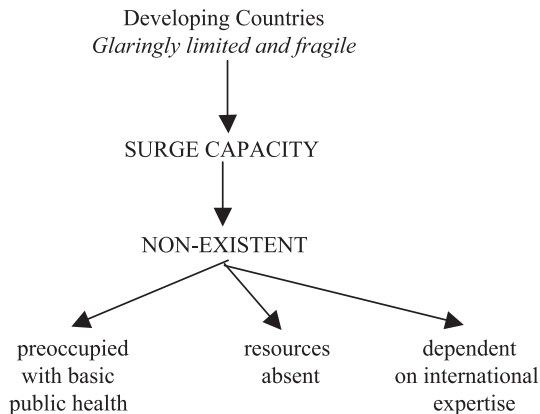 Developing Countries
Glaringly limited and fragile
SURGE CAPACITY
NON-EXISTENT
preoccupied
with basic
public health
resources
absent
dependent
on international
expertise